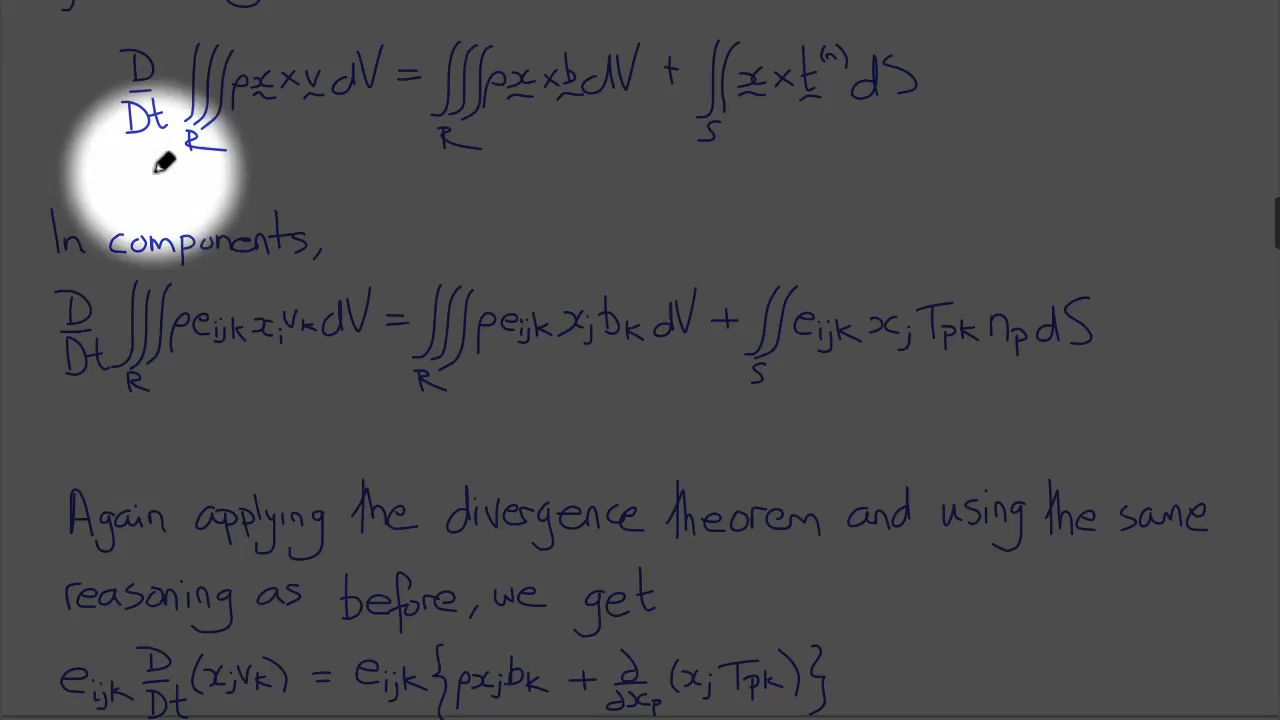 D/Dt ∭_R ρ x̰ × v̰ dV = ∭_R ρ x̰ × b̰ dV + ∬_S x̰ × t̰^(n) dS
In components,
D/Dt ∭_R ρ e_ijk x_i v_k dV = ∭_R ρ e_ijk x_j b_k dV + ∬_S e_ijk x_j T_pk n_p dS
Again applying the divergence theorem and using the same
reasoning as before, we get
e_ijk D/Dt (x_j v_k) = e_ijk { ρ x_j b_k + ∂/∂x_p (x_j T_pk) }